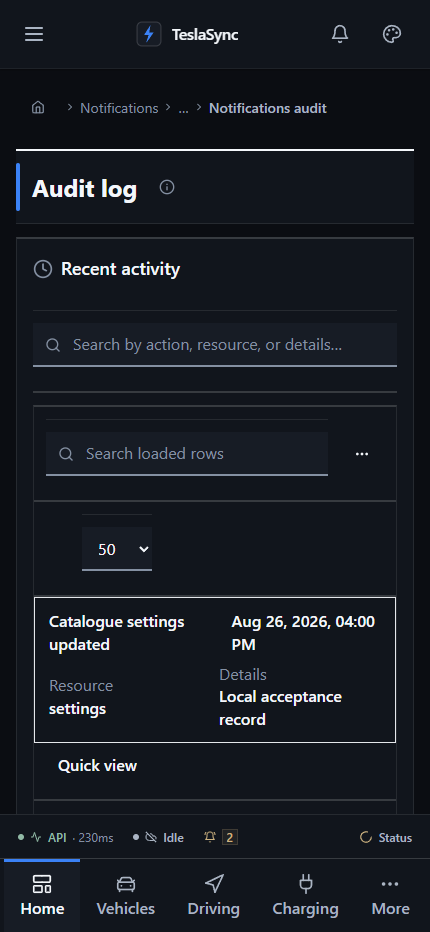 TeslaSync
Notifications
...
Notifications audit
Audit log
Recent activity
Search by action, resource, or details...
Search loaded rows
50
Catalogue settings updated
Aug 26, 2026, 04:00 PM
Resource
settings
Details
Local acceptance record
Quick view
API · 230ms
Idle
2
Status
Home
Vehicles
Driving
Charging
More